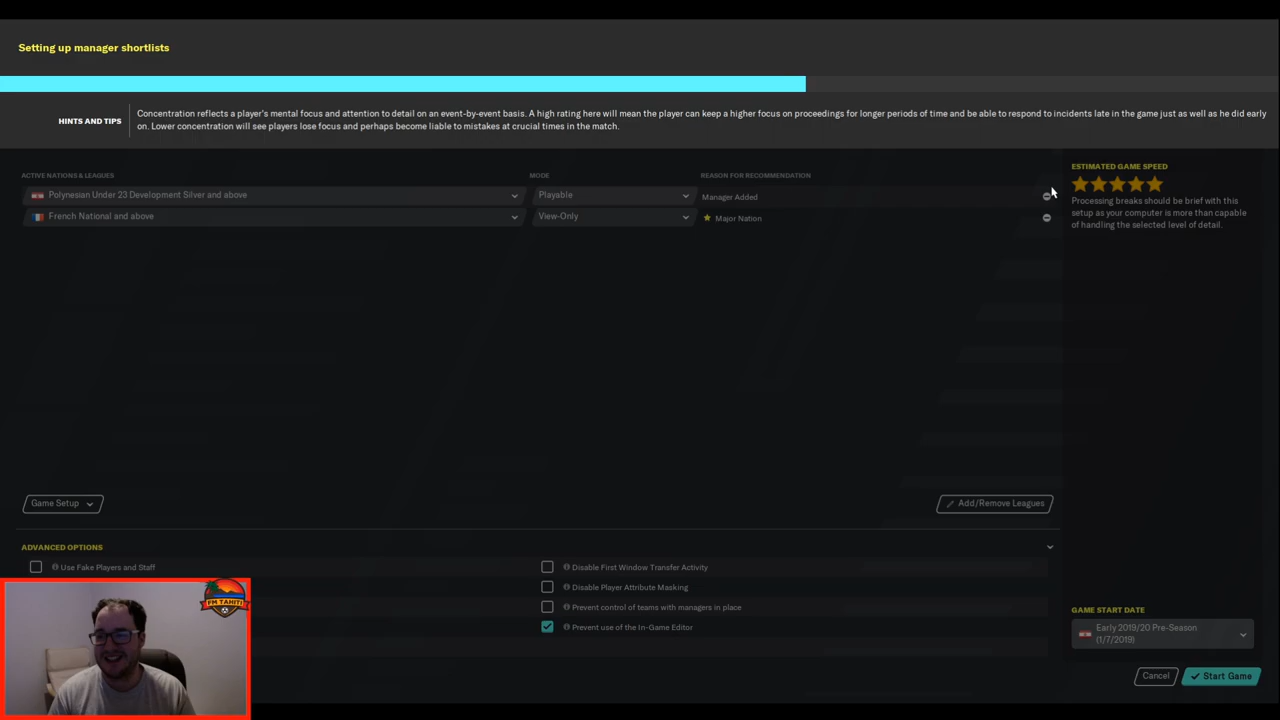 Setting up manager shortlists
HINTS AND TIPS
Concentration reflects a player's mental focus and attention to detail on an event-by-event basis. A high rating here will mean the player can keep a higher focus on proceedings for longer periods of time and be able to respond to incidents late in the game just as well as he did early
on. Lower concentration will see players lose focus and perhaps become liable to mistakes at crucial times in the match.
ACTIVE NATIONS & LEAGUES MODE REASON FOR RECOMMENDATION
Polynesian Under 23 Development Silver and above Playable Manager Added
French National and above View-Only Major Nation
ESTIMATED GAME SPEED
Processing breaks should be brief with this
setup as your computer is more than capable
of handling the selected level of detail.
Game Setup Add/Remove Leagues
ADVANCED OPTIONS
Use Fake Players and Staff Disable First Window Transfer Activity
Disable Player Attribute Masking
Prevent control of teams with managers in place
Prevent use of the In-Game Editor
FM TAHITI
GAME START DATE
Early 2019/20 Pre-Season
(1/7/2019)
Cancel Start Game